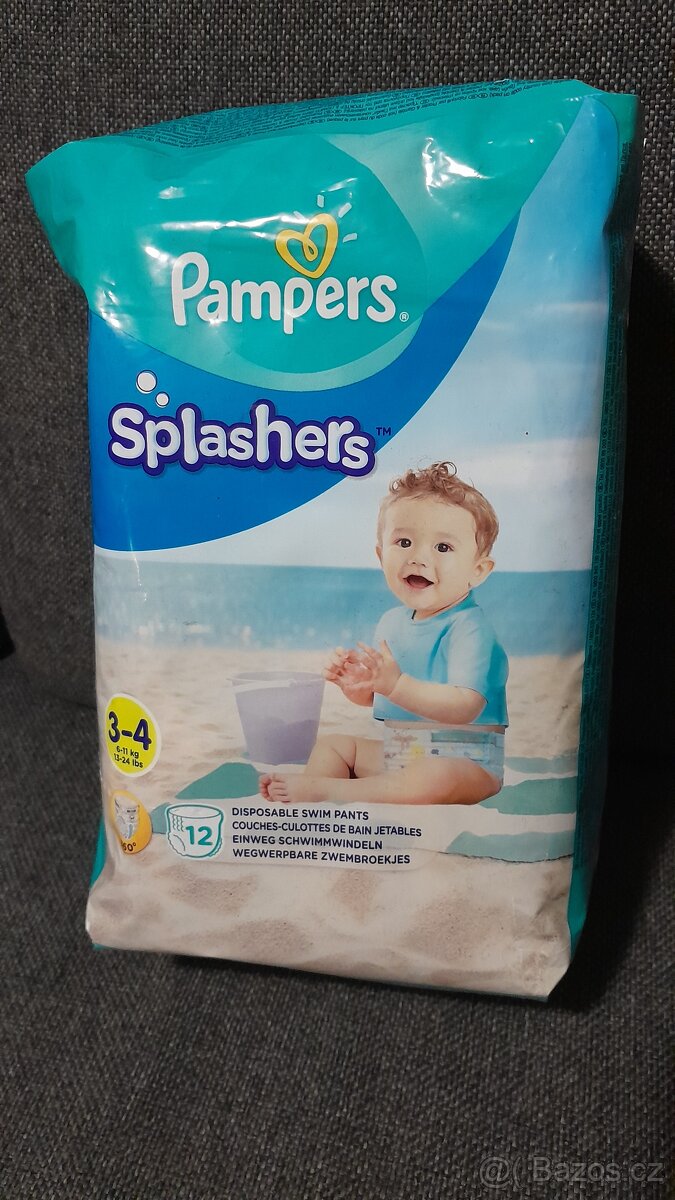 Pampers®
Splashers™
3-4
6-11 kg
13-24 lbs
12
DISPOSABLE SWIM PANTS
COUCHES-CULOTTES DE BAIN JETABLES
EINWEG SCHWIMMWINDELN
WEGWERPBARE ZWEMBROEKJES
@( Bazos.cz